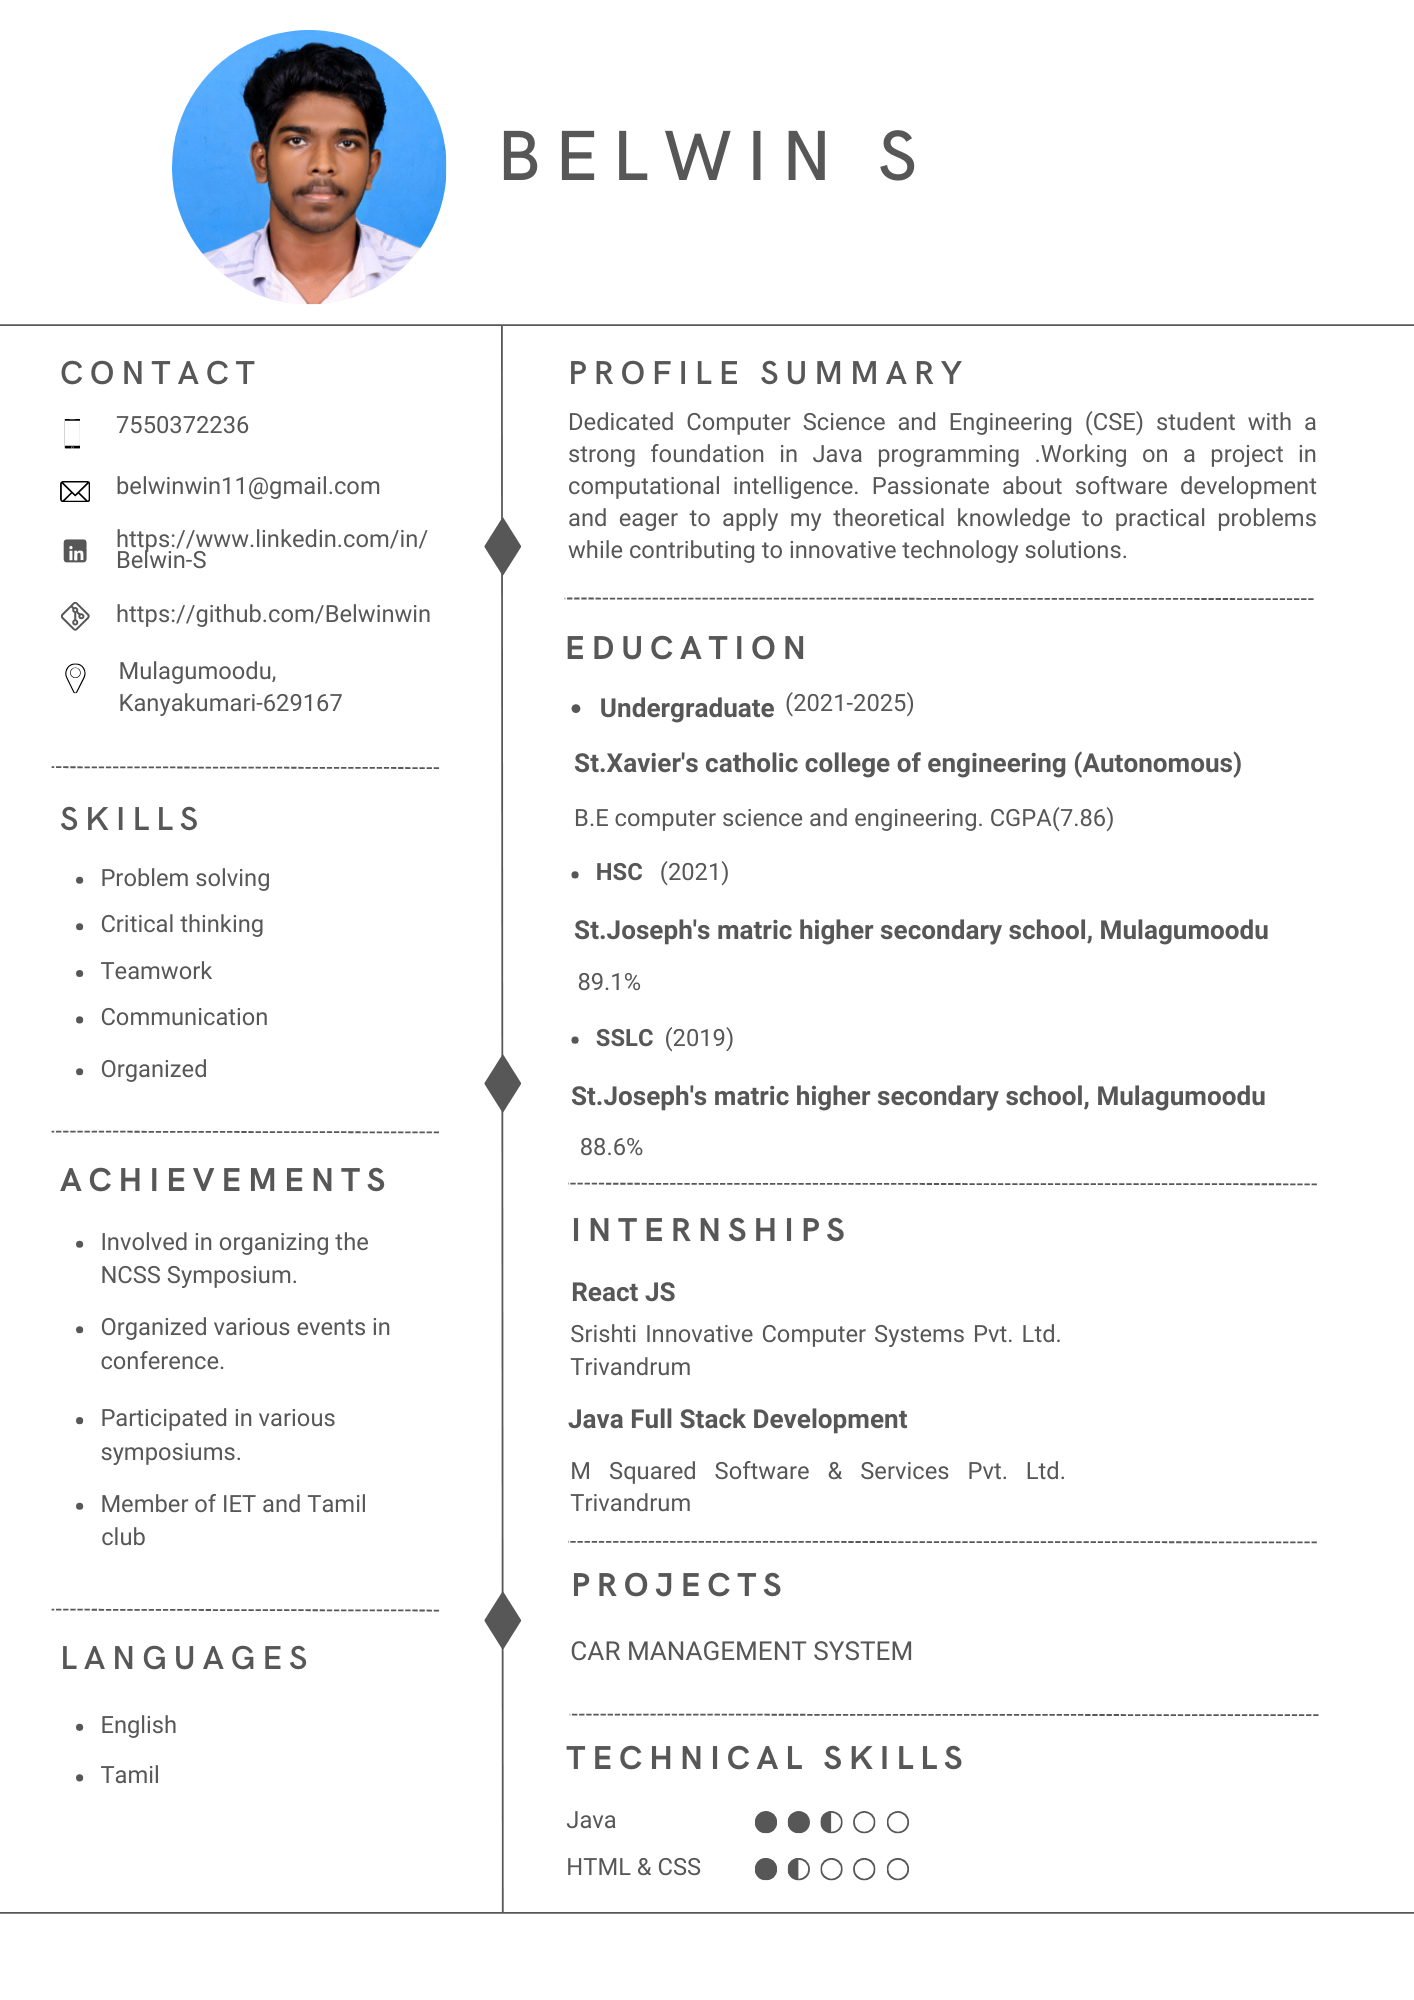 BELWIN S
CONTACT
7550372236
belwinwin11@gmail.com
https://www.linkedin.com/in/
Belwin-S
https://github.com/Belwinwin
Mulagumoodu,
Kanyakumari-629167
SKILLS
Problem solving
Critical thinking
Teamwork
Communication
Organized
ACHIEVEMENTS
Involved in organizing the
NCSS Symposium.
Organized various events in
conference.
Participated in various
symposiums.
Member of IET and Tamil
club
LANGUAGES
English
Tamil
PROFILE SUMMARY
Dedicated Computer Science and Engineering (CSE) student with a
strong foundation in Java programming .Working on a project in
computational intelligence. Passionate about software development
and eager to apply my theoretical knowledge to practical problems
while contributing to innovative technology solutions.
EDUCATION
Undergraduate (2021-2025)
St.Xavier's catholic college of engineering (Autonomous)
B.E computer science and engineering. CGPA(7.86)
HSC (2021)
St.Joseph's matric higher secondary school, Mulagumoodu
89.1%
SSLC (2019)
St.Joseph's matric higher secondary school, Mulagumoodu
88.6%
INTERNSHIPS
React JS
Srishti Innovative Computer Systems Pvt. Ltd.
Trivandrum
Java Full Stack Development
M Squared Software & Services Pvt. Ltd.
Trivandrum
PROJECTS
CAR MANAGEMENT SYSTEM
TECHNICAL SKILLS
Java
HTML & CSS